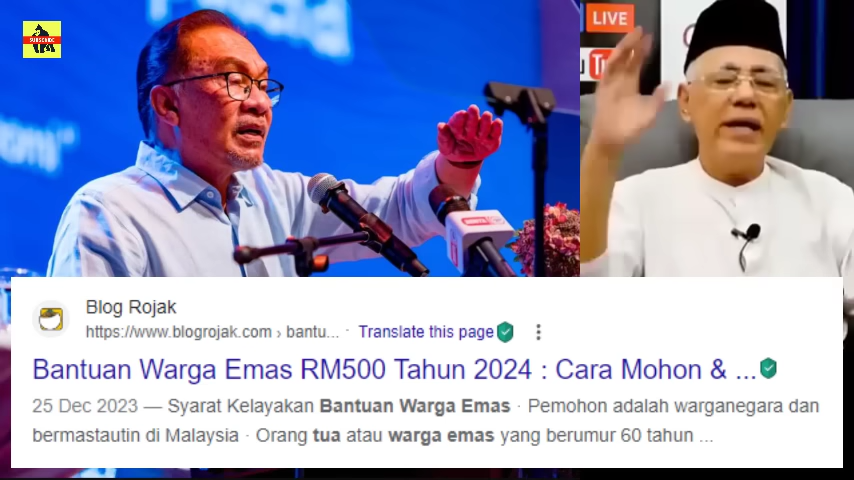 SUBSCRIBE
LIVE
Blog Rojak
https://www.blogrojak.com › bantu... · Translate this page
Bantuan Warga Emas RM500 Tahun 2024 : Cara Mohon & ...
25 Dec 2023 — Syarat Kelayakan Bantuan Warga Emas · Pemohon adalah warganegara dan
bermastautin di Malaysia · Orang tua atau warga emas yang berumur 60 tahun ...